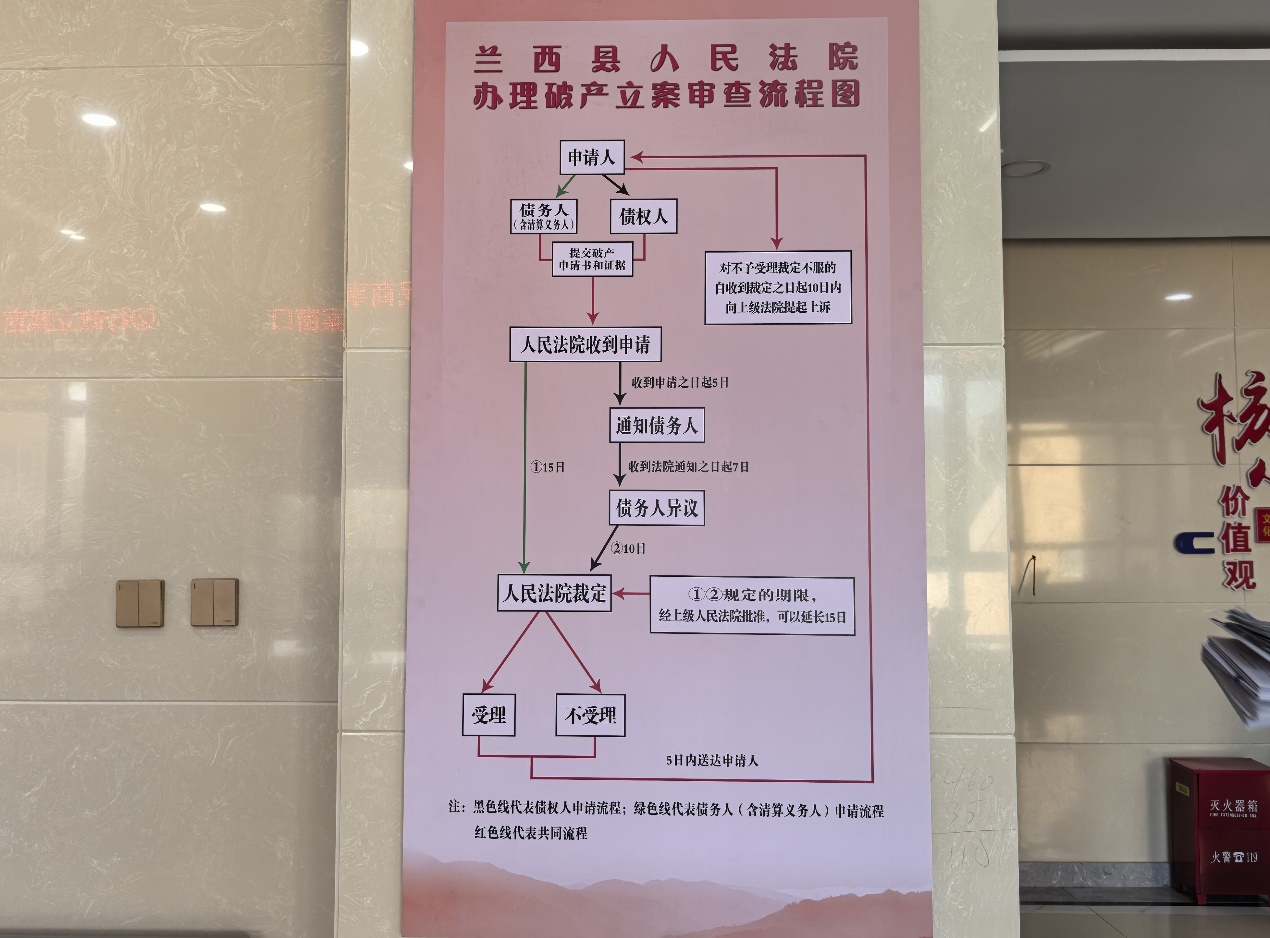 兰西县人民法院
办理破产立案审查流程图
申请人
债务人
（含清算义务人）
债权人
提交破产
申请书和证据
对不予受理裁定不服的
自收到裁定之日起10日内
向上级法院提起上诉
人民法院收到申请
收到申请之日起5日
通知债务人
①15日
收到法院通知之日起7日
债务人异议
②10日
人民法院裁定
①②规定的期限，
经上级人民法院批准，可以延长15日
受理
不受理
5日内送达申请人
注：黑色线代表债权人申请流程；绿色线代表债务人（含清算义务人）申请流程
红色线代表共同流程
核
价值观
文化
灭火器箱
FIRE EXTINGUISHER BOX
火警☎119